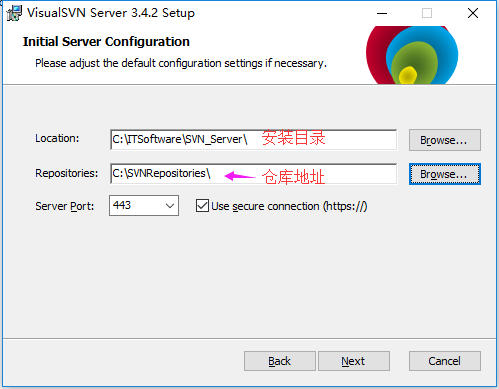 VisualSVN Server 3.4.2 Setup
Initial Server Configuration
Please adjust the default configuration settings if necessary.
Location: C:\ITSoftware\SVN_Server\ 安装目录 Browse...
Repositories: C:\SVNRepositories\ 仓库地址 Browse...
Server Port: 443 Use secure connection (https://)
Back Next Cancel